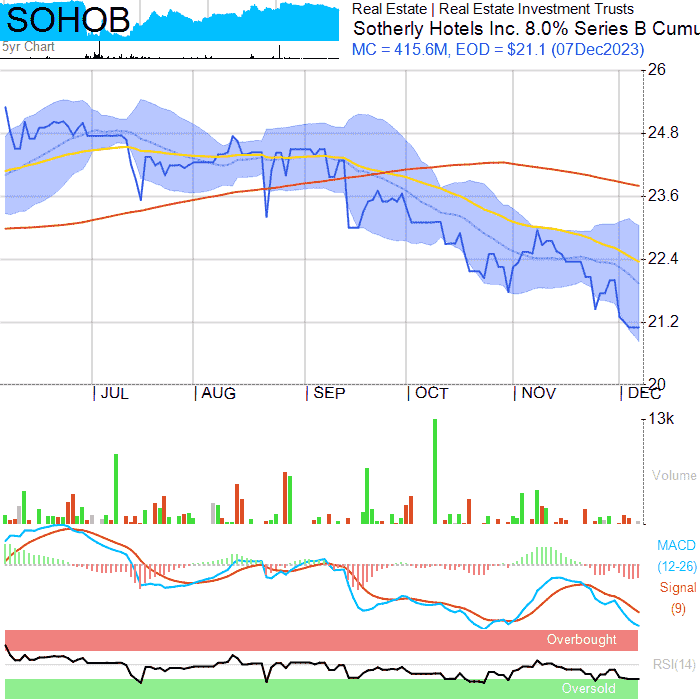 SOHOB
5yr Chart
Real Estate | Real Estate Investment Trusts
Sotherly Hotels Inc. 8.0% Series B Cumu
MC = 415.6M, EOD = $21.1 (07Dec2023)
26
24.8
23.6
22.4
21.2
20
JUL AUG SEP OCT NOV DEC
13k
Volume
MACD
(12-26)
Signal
(9)
Overbought
RSI(14)
Oversold